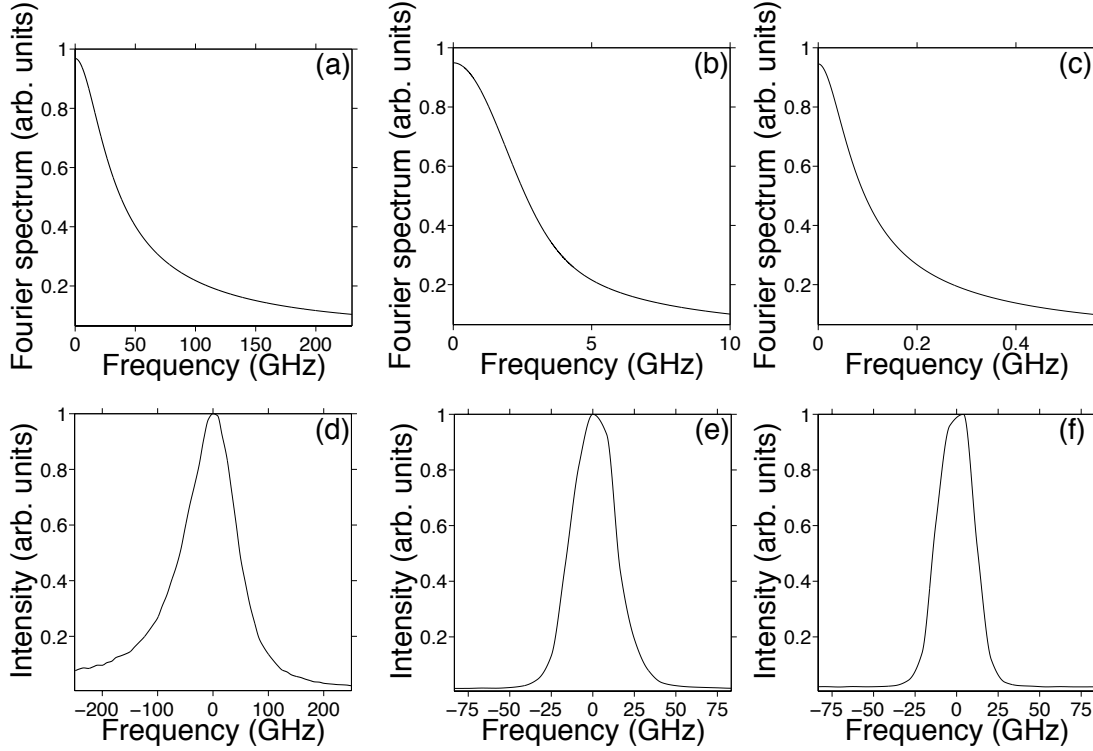 Fourier spectrum (arb. units)
1
0.8
0.6
0.4
0.2
(a)
0 50 100 150 200
Frequency (GHz)
Fourier spectrum (arb. units)
1
0.8
0.6
0.4
0.2
(b)
0 5 10
Frequency (GHz)
Fourier spectrum (arb. units)
1
0.8
0.6
0.4
0.2
(c)
0 0.2 0.4
Frequency (GHz)
Intensity (arb. units)
1
0.8
0.6
0.4
0.2
(d)
−200 −100 0 100 200
Frequency (GHz)
Intensity (arb. units)
1
0.8
0.6
0.4
0.2
(e)
−75 −50 −25 0 25 50 75
Frequency (GHz)
Intensity (arb. units)
1
0.8
0.6
0.4
0.2
(f)
−75 −50 −25 0 25 50 75
Frequency (GHz)